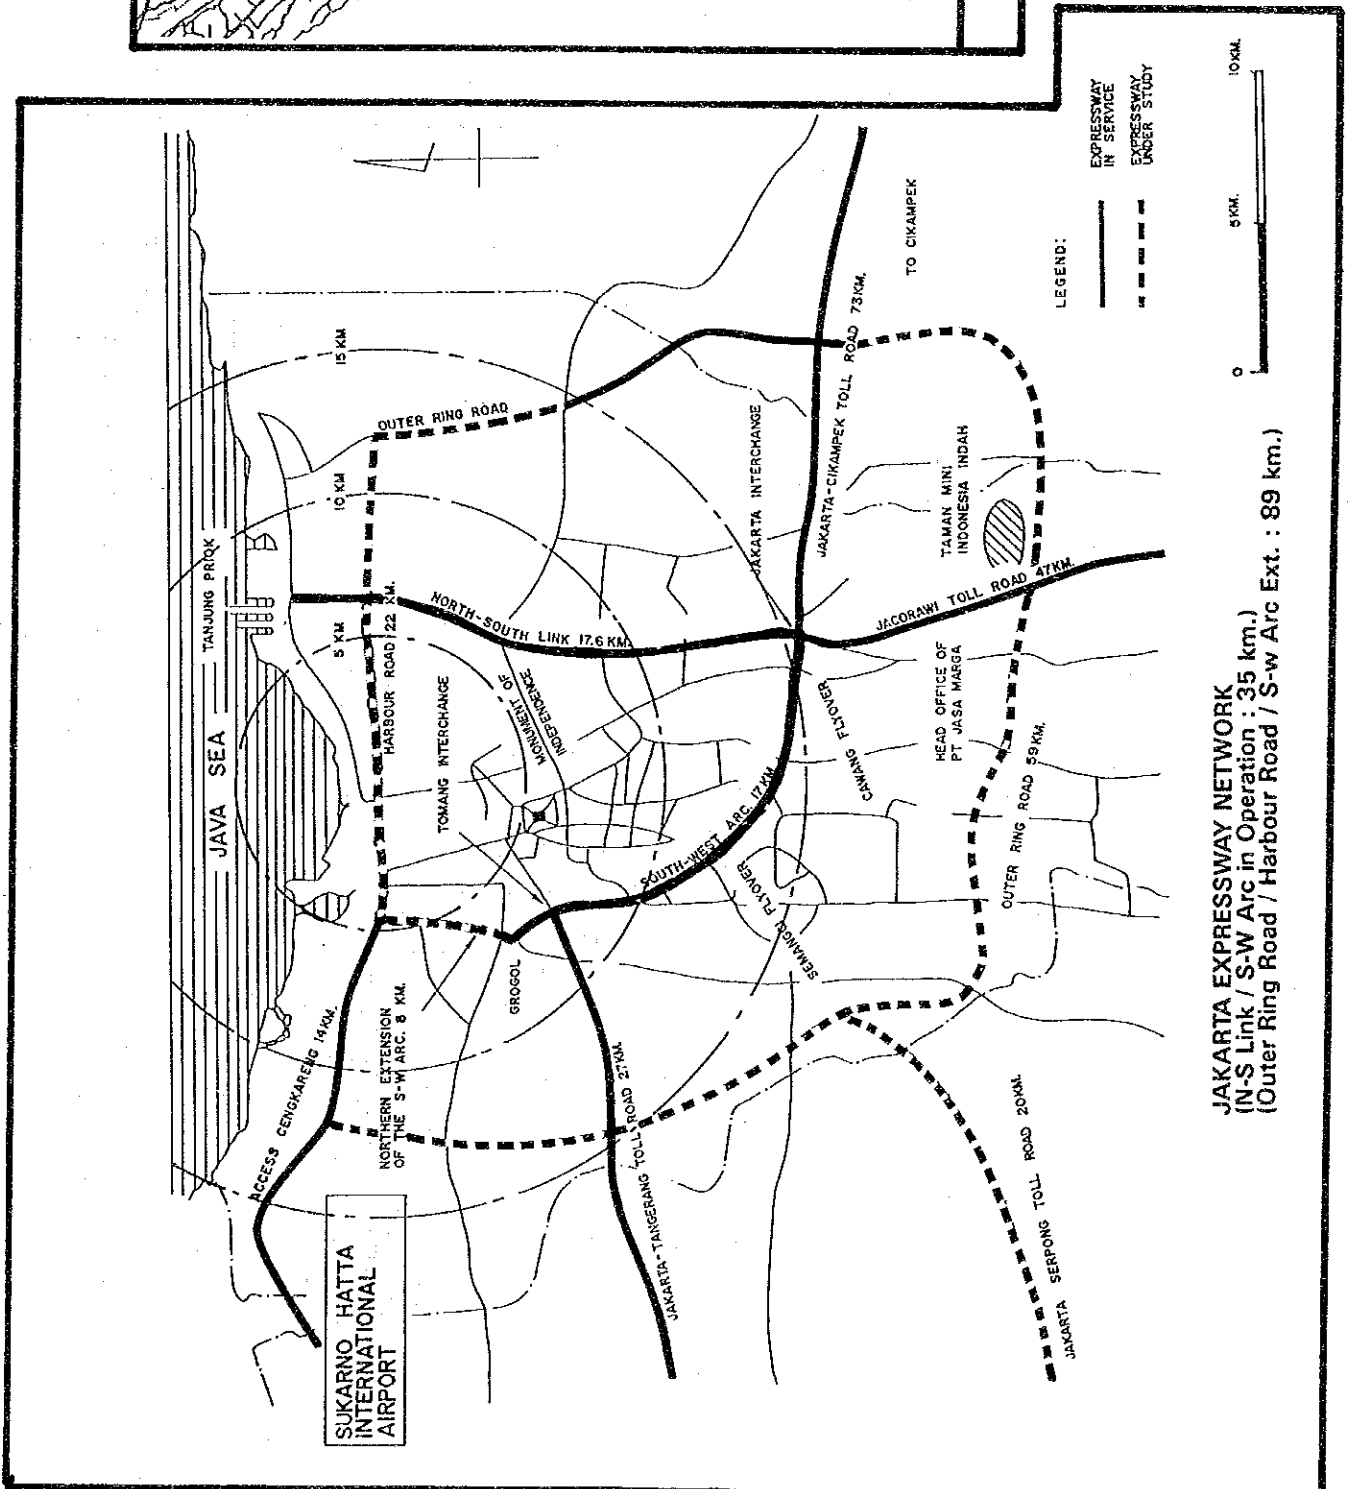 TANJUNG PRIOK
JAVA SEA
15 KM
10 KM
5 KM
OUTER RING ROAD
HARBOUR ROAD 22 KM.
NORTH-SOUTH LINK 17.6 KM.
MONUMENT OF
INDEPENDENCE
TOMANG INTERCHANGE
JAKARTA INTERCHANGE
JAKARTA-CIKAMPEK TOLL ROAD 73KM.
TO CIKAMPEK
TAMAN MINI
INDONESIA INDAH
JACORAWI TOLL ROAD 47KM.
HEAD OFFICE OF
PT JASA MARGA
CAWANG FLYOVER
SOUTH-WEST ARC. 17KM
SEMANGGI FLYOVER
OUTER RING ROAD 59KM.
GROGOL
ACCESS CENGKARENG 14KM.
NORTHERN EXTENSION
OF THE S-W ARC. 8 KM.
JAKARTA-TANGERANG TOLL ROAD 27KM.
JAKARTA SERPONG TOLL ROAD 20KM.
SUKARNO HATTA
INTERNATIONAL
AIRPORT
LEGEND:
EXPRESSWAY
IN SERVICE
EXPRESSWAY
UNDER STUDY
0 5KM. 10KM.
JAKARTA EXPRESSWAY NETWORK
(N-S Link / S-W Arc in Operation : 35 km.)
(Outer Ring Road / Harbour Road / S-w Arc Ext. : 89 km.)